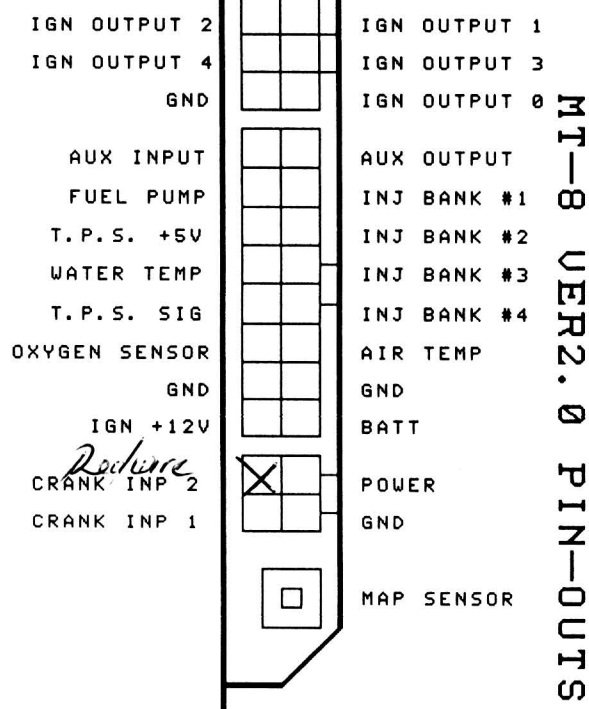 IGN OUTPUT 2 IGN OUTPUT 1
IGN OUTPUT 4 IGN OUTPUT 3
GND IGN OUTPUT 0
AUX INPUT AUX OUTPUT
FUEL PUMP INJ BANK #1
T.P.S. +5V INJ BANK #2
WATER TEMP INJ BANK #3
T.P.S. SIG INJ BANK #4
OXYGEN SENSOR AIR TEMP
GND GND
IGN +12V BATT
Redwire
CRANK INP 2 POWER
CRANK INP 1 GND
MAP SENSOR
MT-8 VER2.0 PIN-OUTS